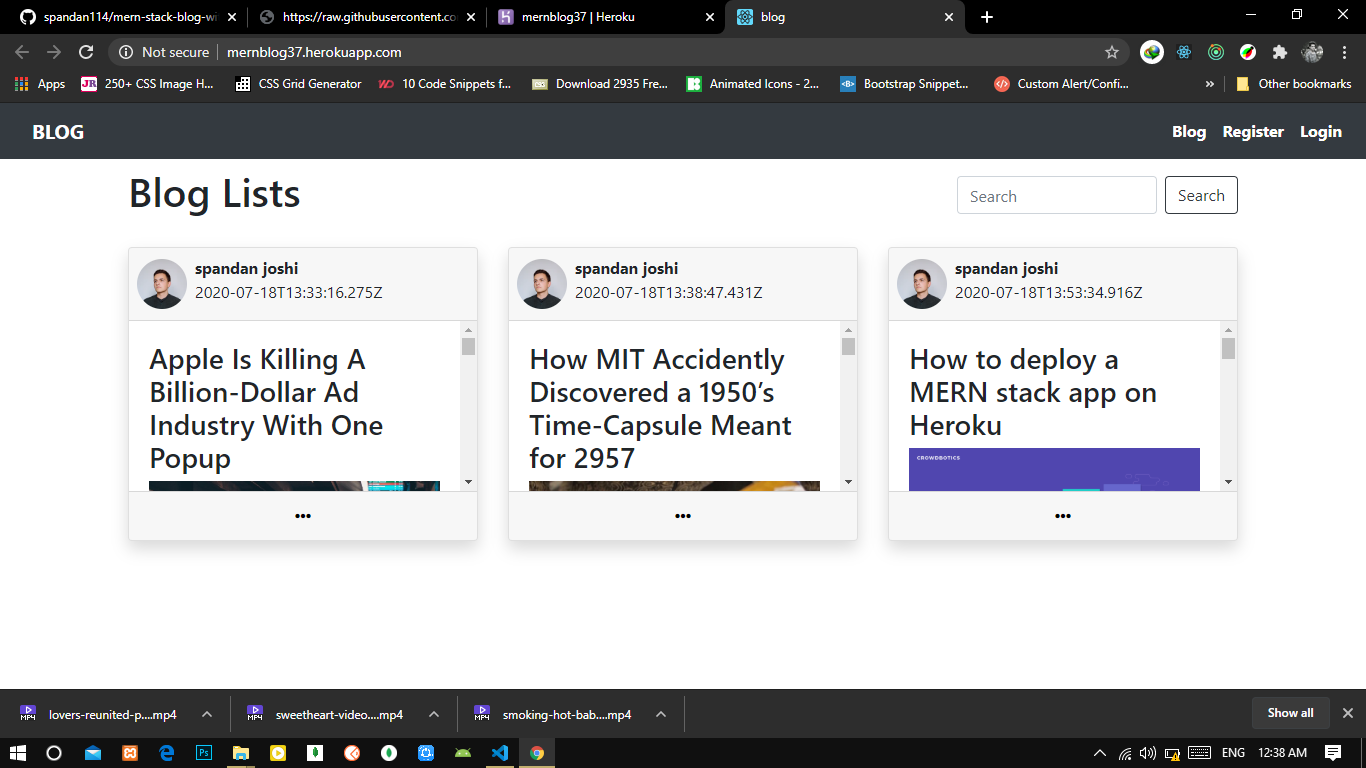 spandan114/mern-stack-blog-wi
https://raw.githubusercontent.co
mernblog37 | Heroku
blog
Not secure
mernblog37.herokuapp.com
Apps
JR
250+ CSS Image H...
CSS Grid Generator
10 Code Snippets f...
Download 2935 Fre...
Animated Icons - 2...
Bootstrap Snippet...
Custom Alert/Confi...
Other bookmarks
BLOG
Blog
Register
Login
Blog Lists
Search
Search
spandan joshi
2020-07-18T13:33:16.275Z
Apple Is Killing A
Billion-Dollar Ad
Industry With One
Popup
•••
spandan joshi
2020-07-18T13:38:47.431Z
How MIT Accidently
Discovered a 1950’s
Time-Capsule Meant
for 2957
•••
spandan joshi
2020-07-18T13:53:34.916Z
How to deploy a
MERN stack app on
Heroku
CROWDBOTICS
•••
MP4
lovers-reunited-p....mp4
MP4
sweetheart-video....mp4
MP4
smoking-hot-bab....mp4
Show all
Ps
ENG
12:38 AM